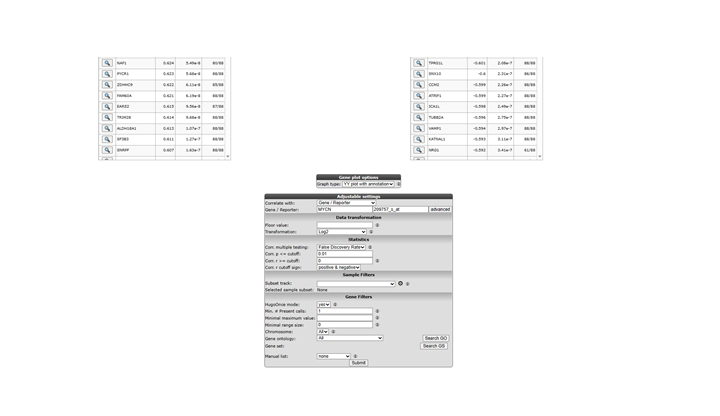 NAF1 0.624 5.49e-8 80/88
PYCR1 0.623 5.68e-8 88/88
ZDHHC9 0.622 6.11e-8 85/88
FAM60A 0.621 6.19e-8 88/88
EARS2 0.615 9.56e-8 87/88
TRIM28 0.614 9.66e-8 88/88
ALDH18A1 0.613 1.07e-7 88/88
SF3B3 0.611 1.27e-7 88/88
SNRPF 0.607 1.63e-7 88/88
TPRG1L -0.601 2.08e-7 88/88
SNX10 -0.6 2.31e-7 88/88
CCM2 -0.599 2.26e-7 88/88
ATRIP1 -0.599 2.27e-7 88/88
ICA1L -0.598 2.49e-7 88/88
TUBB2A -0.596 2.75e-7 88/88
VAMP1 -0.594 2.97e-7 88/88
KATNAL1 -0.593 3.11e-7 88/88
NRG1 -0.592 3.41e-7 61/88
Gene plot options
Graph type: YY plot with annotation
Adjustable settings
Correlate with: Gene / Reporter
Gene / Reporter: MYCN 209757_s_at advanced
Data transformation
Floor value:
Transformation: Log2
Statistics
Corr. multiple testing: False Discovery Rate
Corr. p <= cutoff: 0.01
Corr. r >= cutoff: 0
Corr. r cutoff sign: positive & negative
Sample Filters
Subset track:
Selected sample subset: None
Gene Filters
HugoOnce mode: yes
Min. # Present calls: 1
Minimal maximum value:
Minimal range size: 0
Chromosome: All
Gene ontology: All Search GO
Gene set: Search GS
Manual list: none
Submit